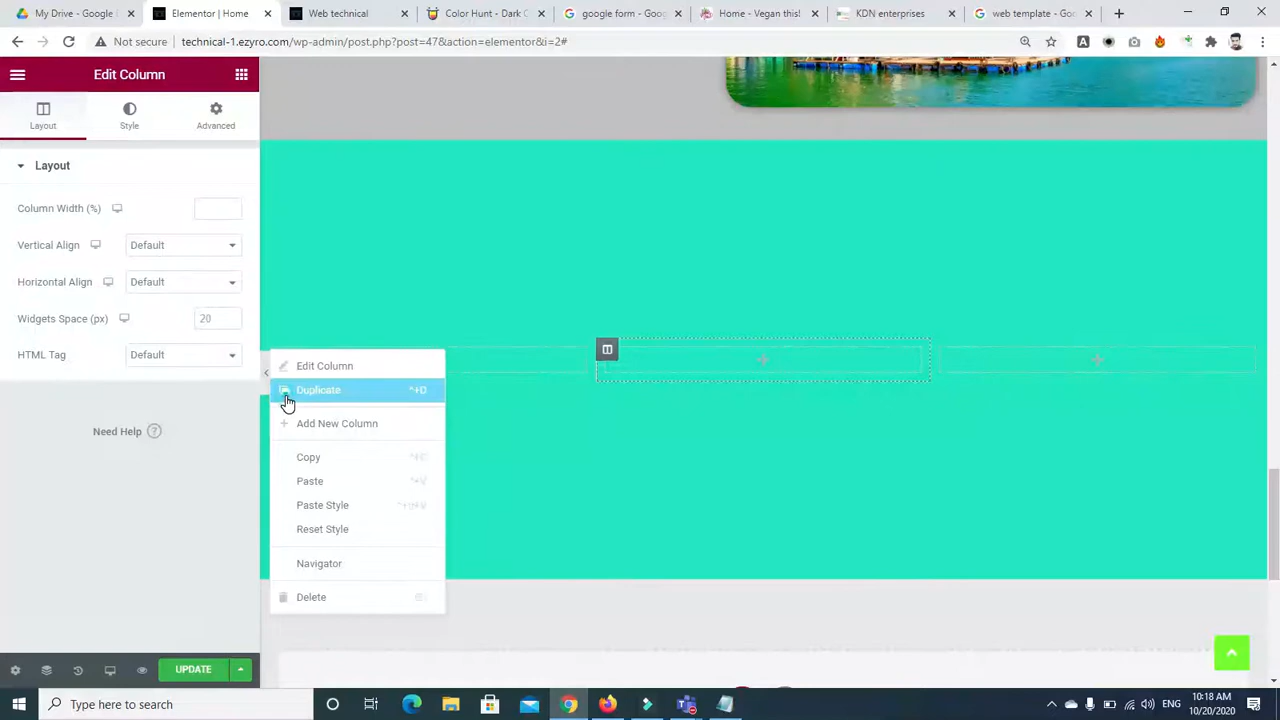 My Drive - Google D
Elementor | Home
Web technical
Color Hunt - Dark C
google form - Goog
- Vegan this!
N enterprises
web template - Goo
Not secure | technical-1.ezyro.com/wp-admin/post.php?post=47&action=elementor&i=2#
Edit Column
Layout
Style
Advanced
Layout
Column Width (%)
Vertical Align Default
Horizontal Align Default
Widgets Space (px) 20
HTML Tag Default
Need Help ?
Edit Column
Duplicate ^+D
Add New Column
Copy
Paste ^+V
Paste Style
Reset Style
Navigator
Delete
UPDATE
Type here to search
ENG
10:18 AM
10/20/2020